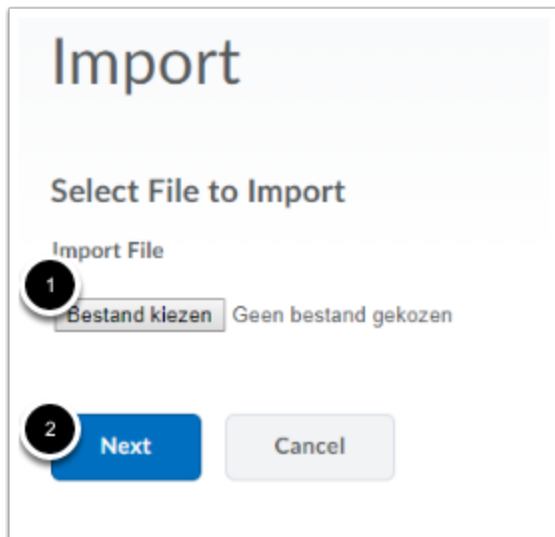 Import
Select File to Import
Import File
1
Bestand kiezen Geen bestand gekozen
2
Next Cancel